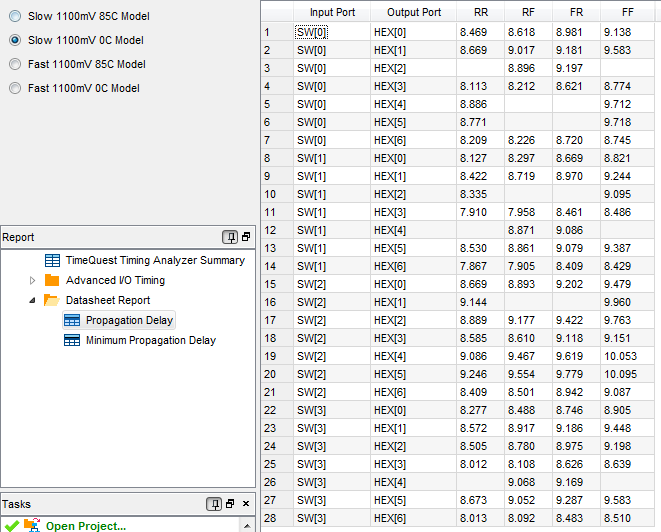 Slow 1100mV 85C Model
Slow 1100mV 0C Model
Fast 1100mV 85C Model
Fast 1100mV 0C Model
Report
TimeQuest Timing Analyzer Summary
Advanced I/O Timing
Datasheet Report
Propagation Delay
Minimum Propagation Delay
Tasks
Open Project...
Input Port Output Port RR RF FR FF
1 SW[0] HEX[0] 8.469 8.618 8.981 9.138
2 SW[0] HEX[1] 8.669 9.017 9.181 9.583
3 SW[0] HEX[2] 8.896 9.197
4 SW[0] HEX[3] 8.113 8.212 8.621 8.774
5 SW[0] HEX[4] 8.886 9.712
6 SW[0] HEX[5] 8.771 9.718
7 SW[0] HEX[6] 8.209 8.226 8.720 8.745
8 SW[1] HEX[0] 8.127 8.297 8.669 8.821
9 SW[1] HEX[1] 8.422 8.719 8.970 9.244
10 SW[1] HEX[2] 8.335 9.095
11 SW[1] HEX[3] 7.910 7.958 8.461 8.486
12 SW[1] HEX[4] 8.871 9.086
13 SW[1] HEX[5] 8.530 8.861 9.079 9.387
14 SW[1] HEX[6] 7.867 7.905 8.409 8.429
15 SW[2] HEX[0] 8.669 8.893 9.202 9.479
16 SW[2] HEX[1] 9.144 9.960
17 SW[2] HEX[2] 8.889 9.177 9.422 9.763
18 SW[2] HEX[3] 8.585 8.610 9.118 9.151
19 SW[2] HEX[4] 9.086 9.467 9.619 10.053
20 SW[2] HEX[5] 9.246 9.554 9.779 10.095
21 SW[2] HEX[6] 8.409 8.501 8.942 9.087
22 SW[3] HEX[0] 8.277 8.488 8.746 8.905
23 SW[3] HEX[1] 8.572 8.917 9.186 9.448
24 SW[3] HEX[2] 8.505 8.780 8.975 9.198
25 SW[3] HEX[3] 8.012 8.108 8.626 8.639
26 SW[3] HEX[4] 9.068 9.169
27 SW[3] HEX[5] 8.673 9.052 9.287 9.583
28 SW[3] HEX[6] 8.013 8.092 8.483 8.510